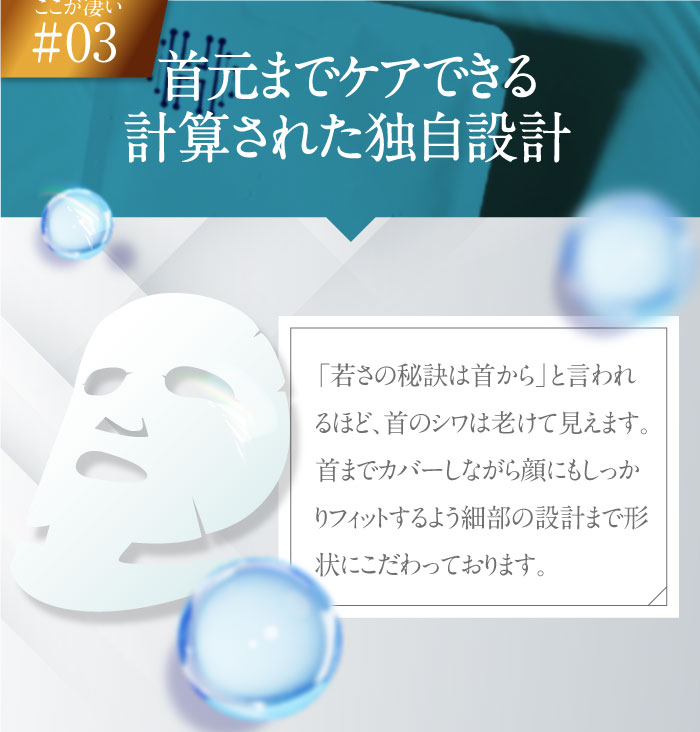 ここが凄い
#03
首元までケアできる
計算された独自設計
「若さの秘訣は首から」と言われ
るほど、首のシワは老けて見えます。
首までカバーしながら顔にもしっか
りフィットするよう細部の設計まで形
状にこだわっております。